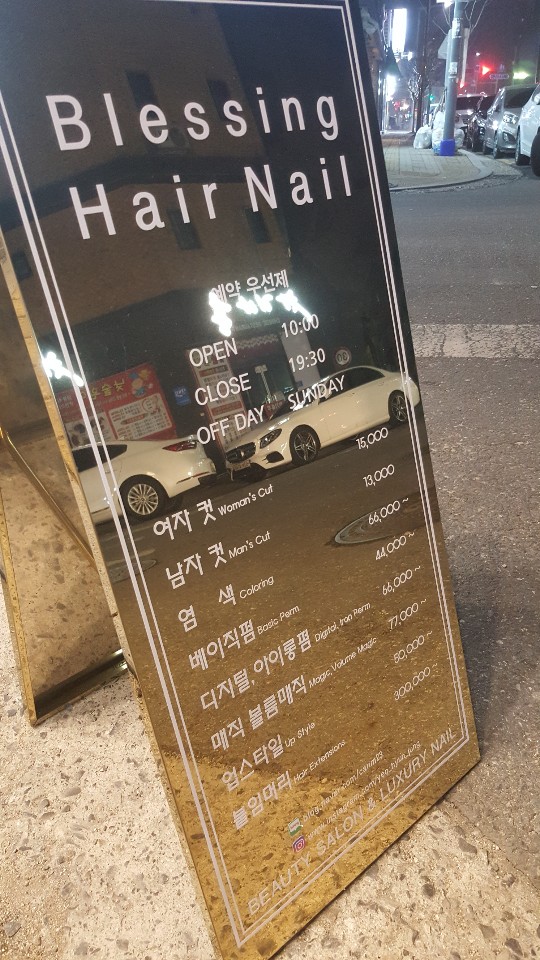 Blessing
Hair Nail
예약 우선제
OPEN 10:00
CLOSE 19:30
OFF DAY SUNDAY
여자 컷 Woman's Cut 15,000
남자 컷 Man's Cut 13,000
염 색 Coloring 66,000 ~
베이직펌 Basic Perm 44,000 ~
디지털, 아이롱펌 Digital, Iron Perm 66,000 ~
매직 볼륨매직 Magic, Volume Magic 77,000 ~
업스타일 Up Style 50,000 ~
붙임머리 Hair Extensions 300,000 ~
BEAUTY SALON & LUXURY NAIL